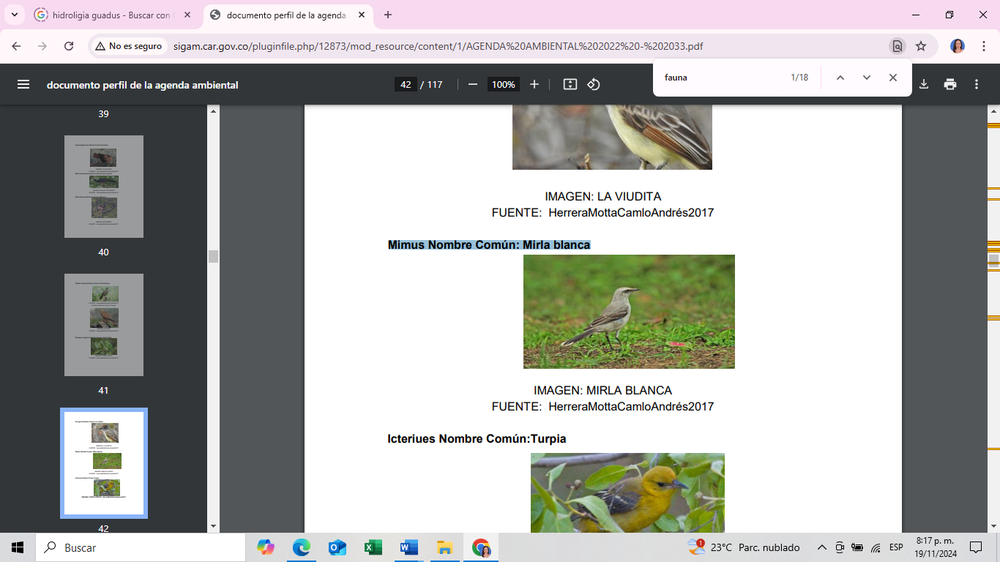 hidroligia guadus - Buscar con
documento perfil de la agenda
No es seguro
sigam.car.gov.co/pluginfile.php/12873/mod_resource/content/1/AGENDA%20AMBIENTAL%202022%20-%202033.pdf
fauna
1/18
documento perfil de la agenda ambiental
42 / 117
100%
39
40
41
42
IMAGEN: LA VIUDITA
FUENTE: HerreraMottaCamloAndrés2017
Mimus Nombre Común: Mirla blanca
IMAGEN: MIRLA BLANCA
FUENTE: HerreraMottaCamloAndrés2017
Icteriues Nombre Común:Turpia
Buscar
1
23°C Parc. nublado
ESP
8:17 p. m.
19/11/2024